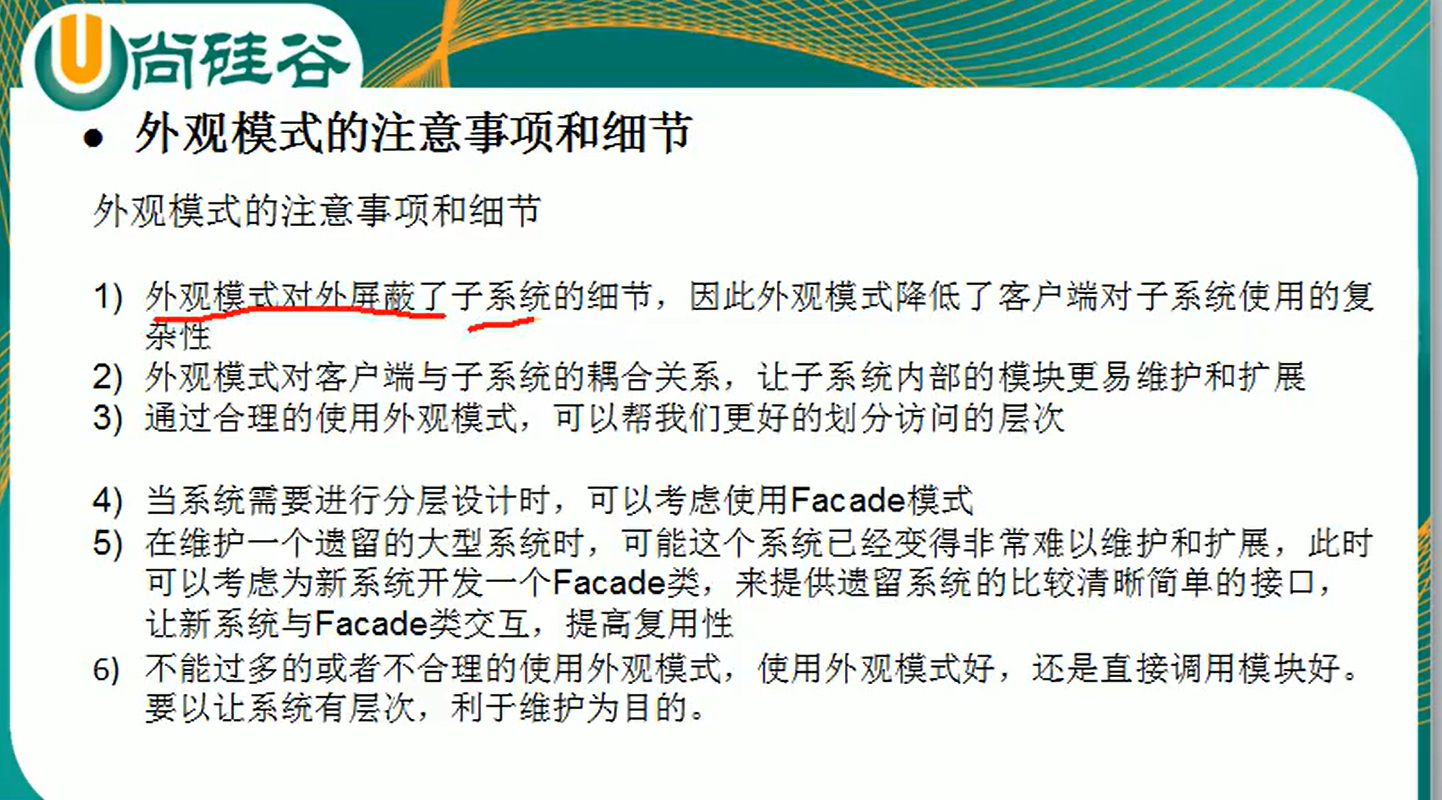 尚硅谷
● 外观模式的注意事项和细节
外观模式的注意事项和细节
1) 外观模式对外屏蔽了子系统的细节，因此外观模式降低了客户端对子系统使用的复
杂性
2) 外观模式对客户端与子系统的耦合关系，让子系统内部的模块更易维护和扩展
3) 通过合理的使用外观模式，可以帮我们更好的划分访问的层次
4) 当系统需要进行分层设计时，可以考虑使用Facade模式
5) 在维护一个遗留的大型系统时，可能这个系统已经变得非常难以维护和扩展，此时
可以考虑为新系统开发一个Facade类，来提供遗留系统的比较清晰简单的接口，
让新系统与Facade类交互，提高复用性
6) 不能过多的或者不合理的使用外观模式，使用外观模式好，还是直接调用模块好。
要以让系统有层次，利于维护为目的。